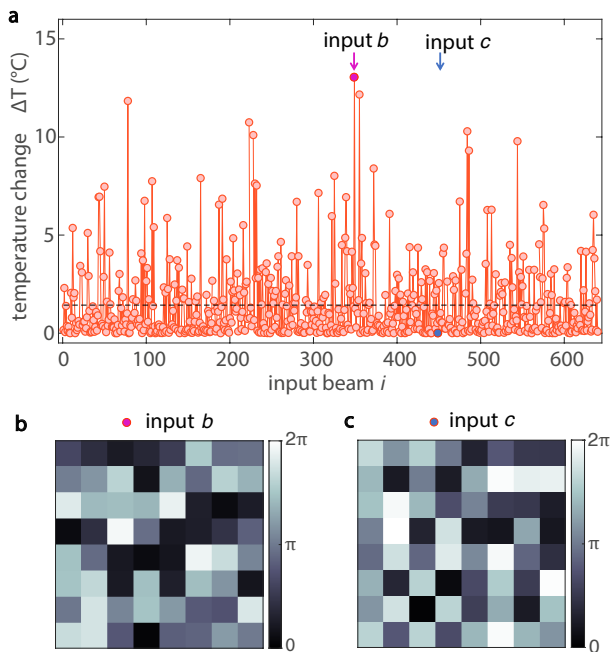 a
input b input c
15
10
5
0
temperature change ΔT (°C)
0 100 200 300 400 500 600
input beam i
b input b c input c
2π 2π
π π
0 0